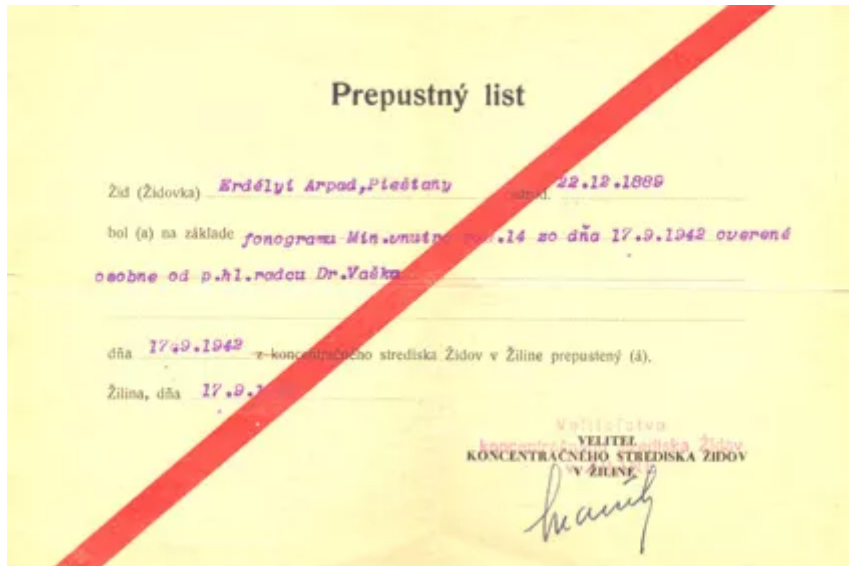 Prepustný list
Žid (Židovka) Erdélyi Arpad, Piešťany 22.12.1889
bol (a) na základe fonogramu Min.vnutra .14 zo dňa 17.9.1942 overené
osobne od p.hl.radcu Dr.Vašku
dňa 17.9.1942 z koncentračného strediska Židov v Žiline prepustený (á).
Žilina, dňa 17.9.
Veliteľstvo
koncentračného strediska Židov
VELITEĽ
KONCENTRAČNÉHO STREDISKA ŽIDOV
V ŽILINE